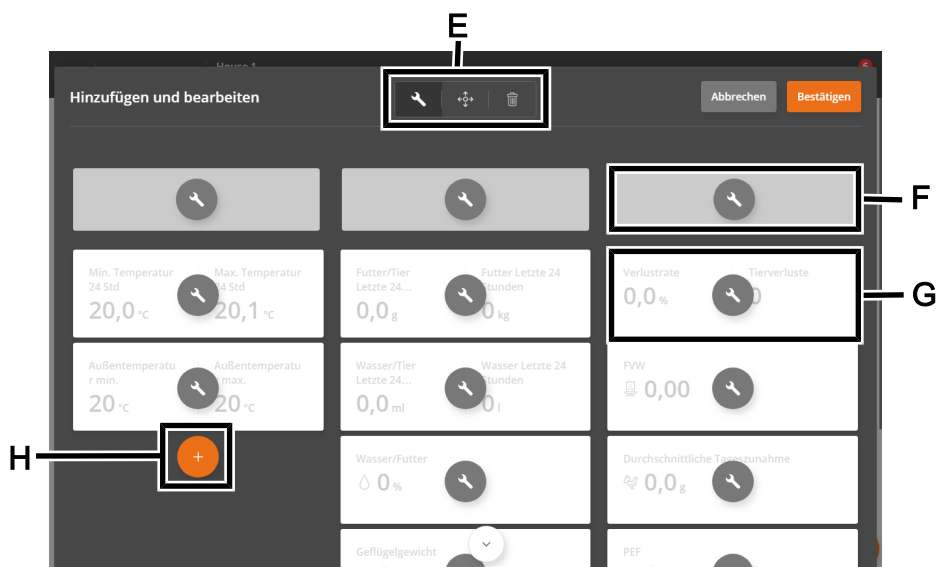 E
House 1
6
Hinzufügen und bearbeiten
Abbrechen
Bestätigen
F
Min. Temperatur
24 Std
20,0 °C
Max. Temperatur
24 Std
20,1 °C
Futter/Tier
Letzte 24...
0,0 g
Futter Letzte 24
Stunden
0 kg
Verlustrate
0,0 %
Tierverluste
0
G
Außentemperatu
r min.
20 °C
Außentemperatu
r max.
20 °C
Wasser/Tier
Letzte 24...
0,0 ml
Wasser Letzte 24
Stunden
0 l
FVW
0,00
H
+
Wasser/Futter
0 %
Durchschnittliche Tageszunahme
0,0 g
Geflügelgewicht
PEF